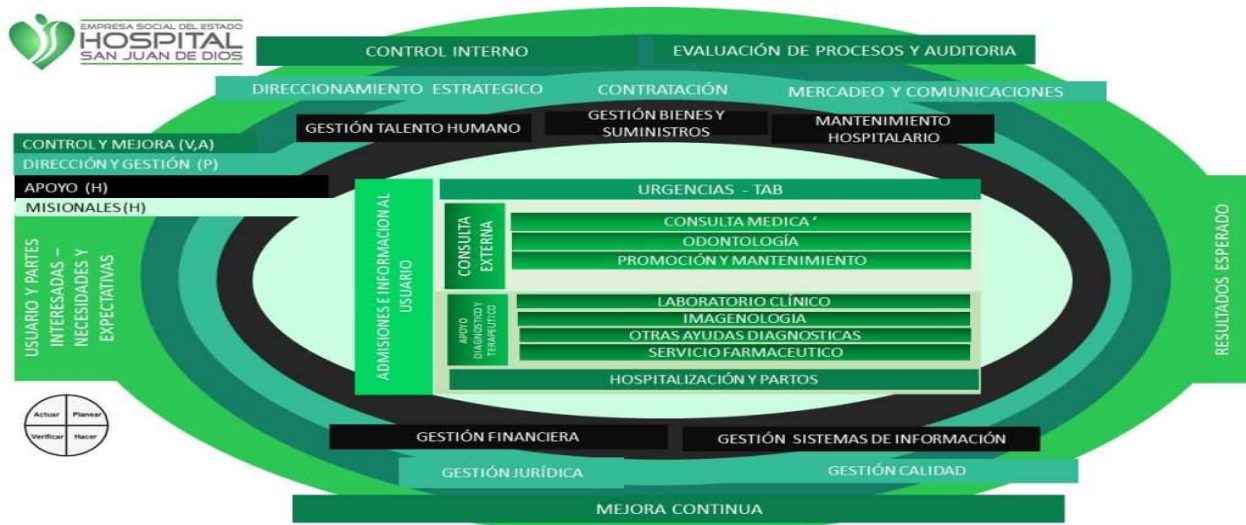 EMPRESA SOCIAL DEL ESTADO
HOSPITAL
SAN JUAN DE DIOS
CONTROL INTERNO
EVALUACIÓN DE PROCESOS Y AUDITORIA
DIRECCIONAMIENTO ESTRATEGICO
CONTRATACIÓN
MERCADEO Y COMUNICACIONES
GESTIÓN TALENTO HUMANO
GESTIÓN BIENES Y
SUMINISTROS
MANTENIMIENTO
HOSPITALARIO
CONTROL Y MEJORA (V,A)
DIRECCIÓN Y GESTIÓN (P)
APOYO (H)
MISIONALES (H)
USUARIO Y PARTES
INTERESADAS –
NECESIDADES Y
EXPECTATIVAS
ADMISIONES E INFORMACIONAL
USUARIO
URGENCIAS - TAB
CONSULTA
EXTERNA
CONSULTA MEDICA ‘
ODONTOLOGÍA
PROMOCIÓN Y MANTENIMIENTO
APOYO
DIAGNOSTICO Y
TERAPEUTICO
LABORATORIO CLÍNICO
IMAGENOLOGIA
OTRAS AYUDAS DIAGNOSTICAS
SERVICIO FARMACEUTICO
HOSPITALIZACIÓN Y PARTOS
RESULTADOS ESPERADO
Actuar
Planear
Verificar
Hacer
GESTIÓN FINANCIERA
GESTIÓN SISTEMAS DE INFORMACIÓN
GESTIÓN JURÍDICA
GESTIÓN CALIDAD
MEJORA CONTINUA